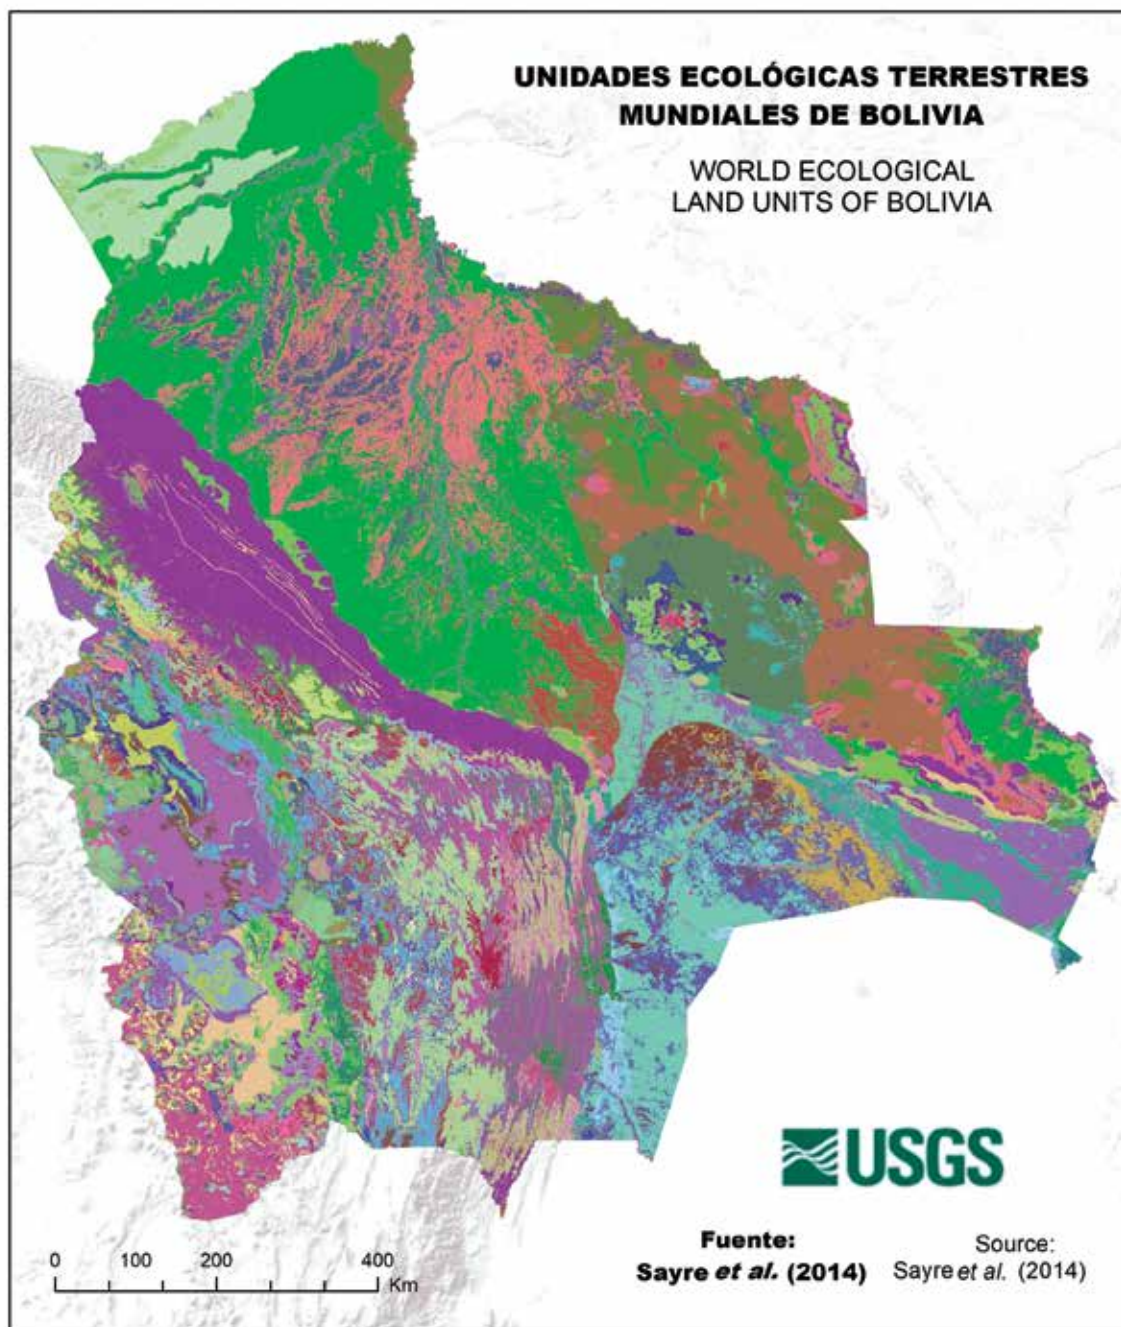 UNIDADES ECOLÓGICAS TERRESTRES
MUNDIALES DE BOLIVIA
WORLD ECOLOGICAL
LAND UNITS OF BOLIVIA
USGS
Fuente:
Sayre et al. (2014)
Source:
Sayre et al. (2014)
0 100 200 400
Km